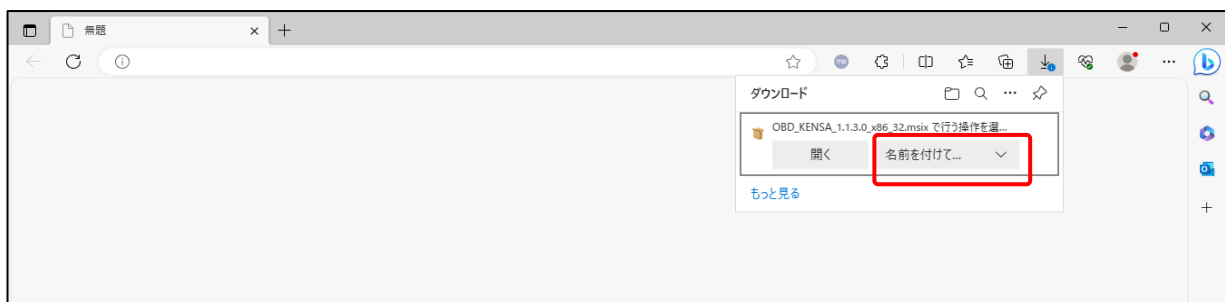 無題
ダウンロード
OBD_KENSA_1.1.3.0_x86_32.msix で行う操作を選...
開く
名前を付けて...
もっと見る